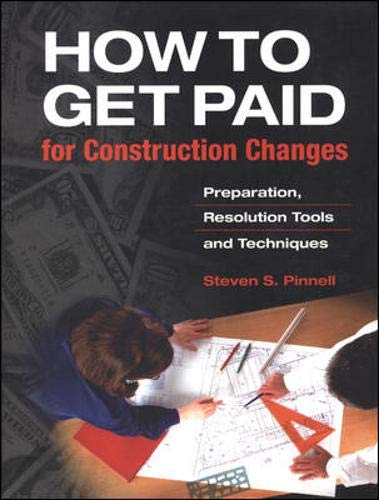 HOW TO
GET PAID
for Construction Changes
Preparation,
Resolution Tools
and Techniques
Steven S. Pinnell